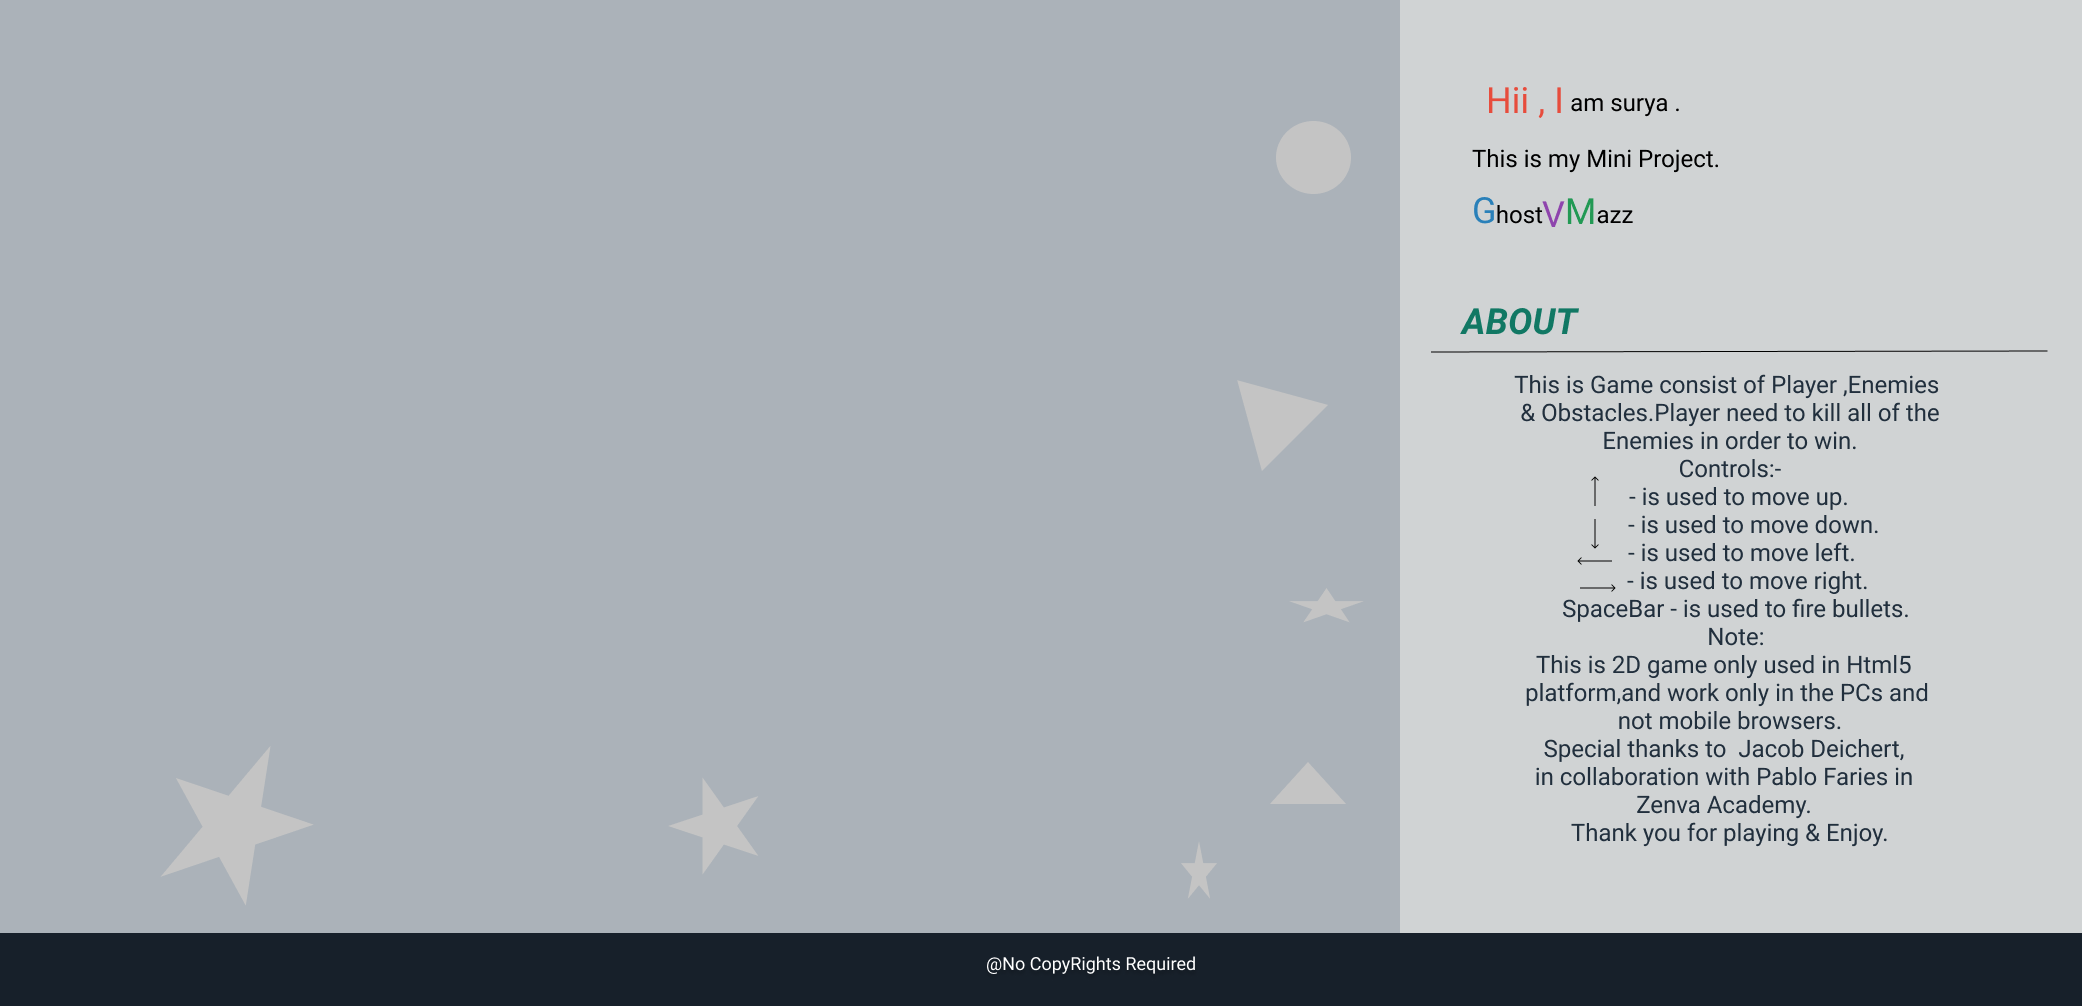 Hii , I am surya .
This is my Mini Project.
GhostVMazz
ABOUT
This is Game consist of Player ,Enemies
& Obstacles.Player need to kill all of the
Enemies in order to win.
Controls:-
- is used to move up.
- is used to move down.
- is used to move left.
- is used to move right.
SpaceBar - is used to fire bullets.
Note:
This is 2D game only used in Html5
platform,and work only in the PCs and
not mobile browsers.
Special thanks to  Jacob Deichert,
in collaboration with Pablo Faries in
Zenva Academy.
Thank you for playing & Enjoy.
@No CopyRights Required